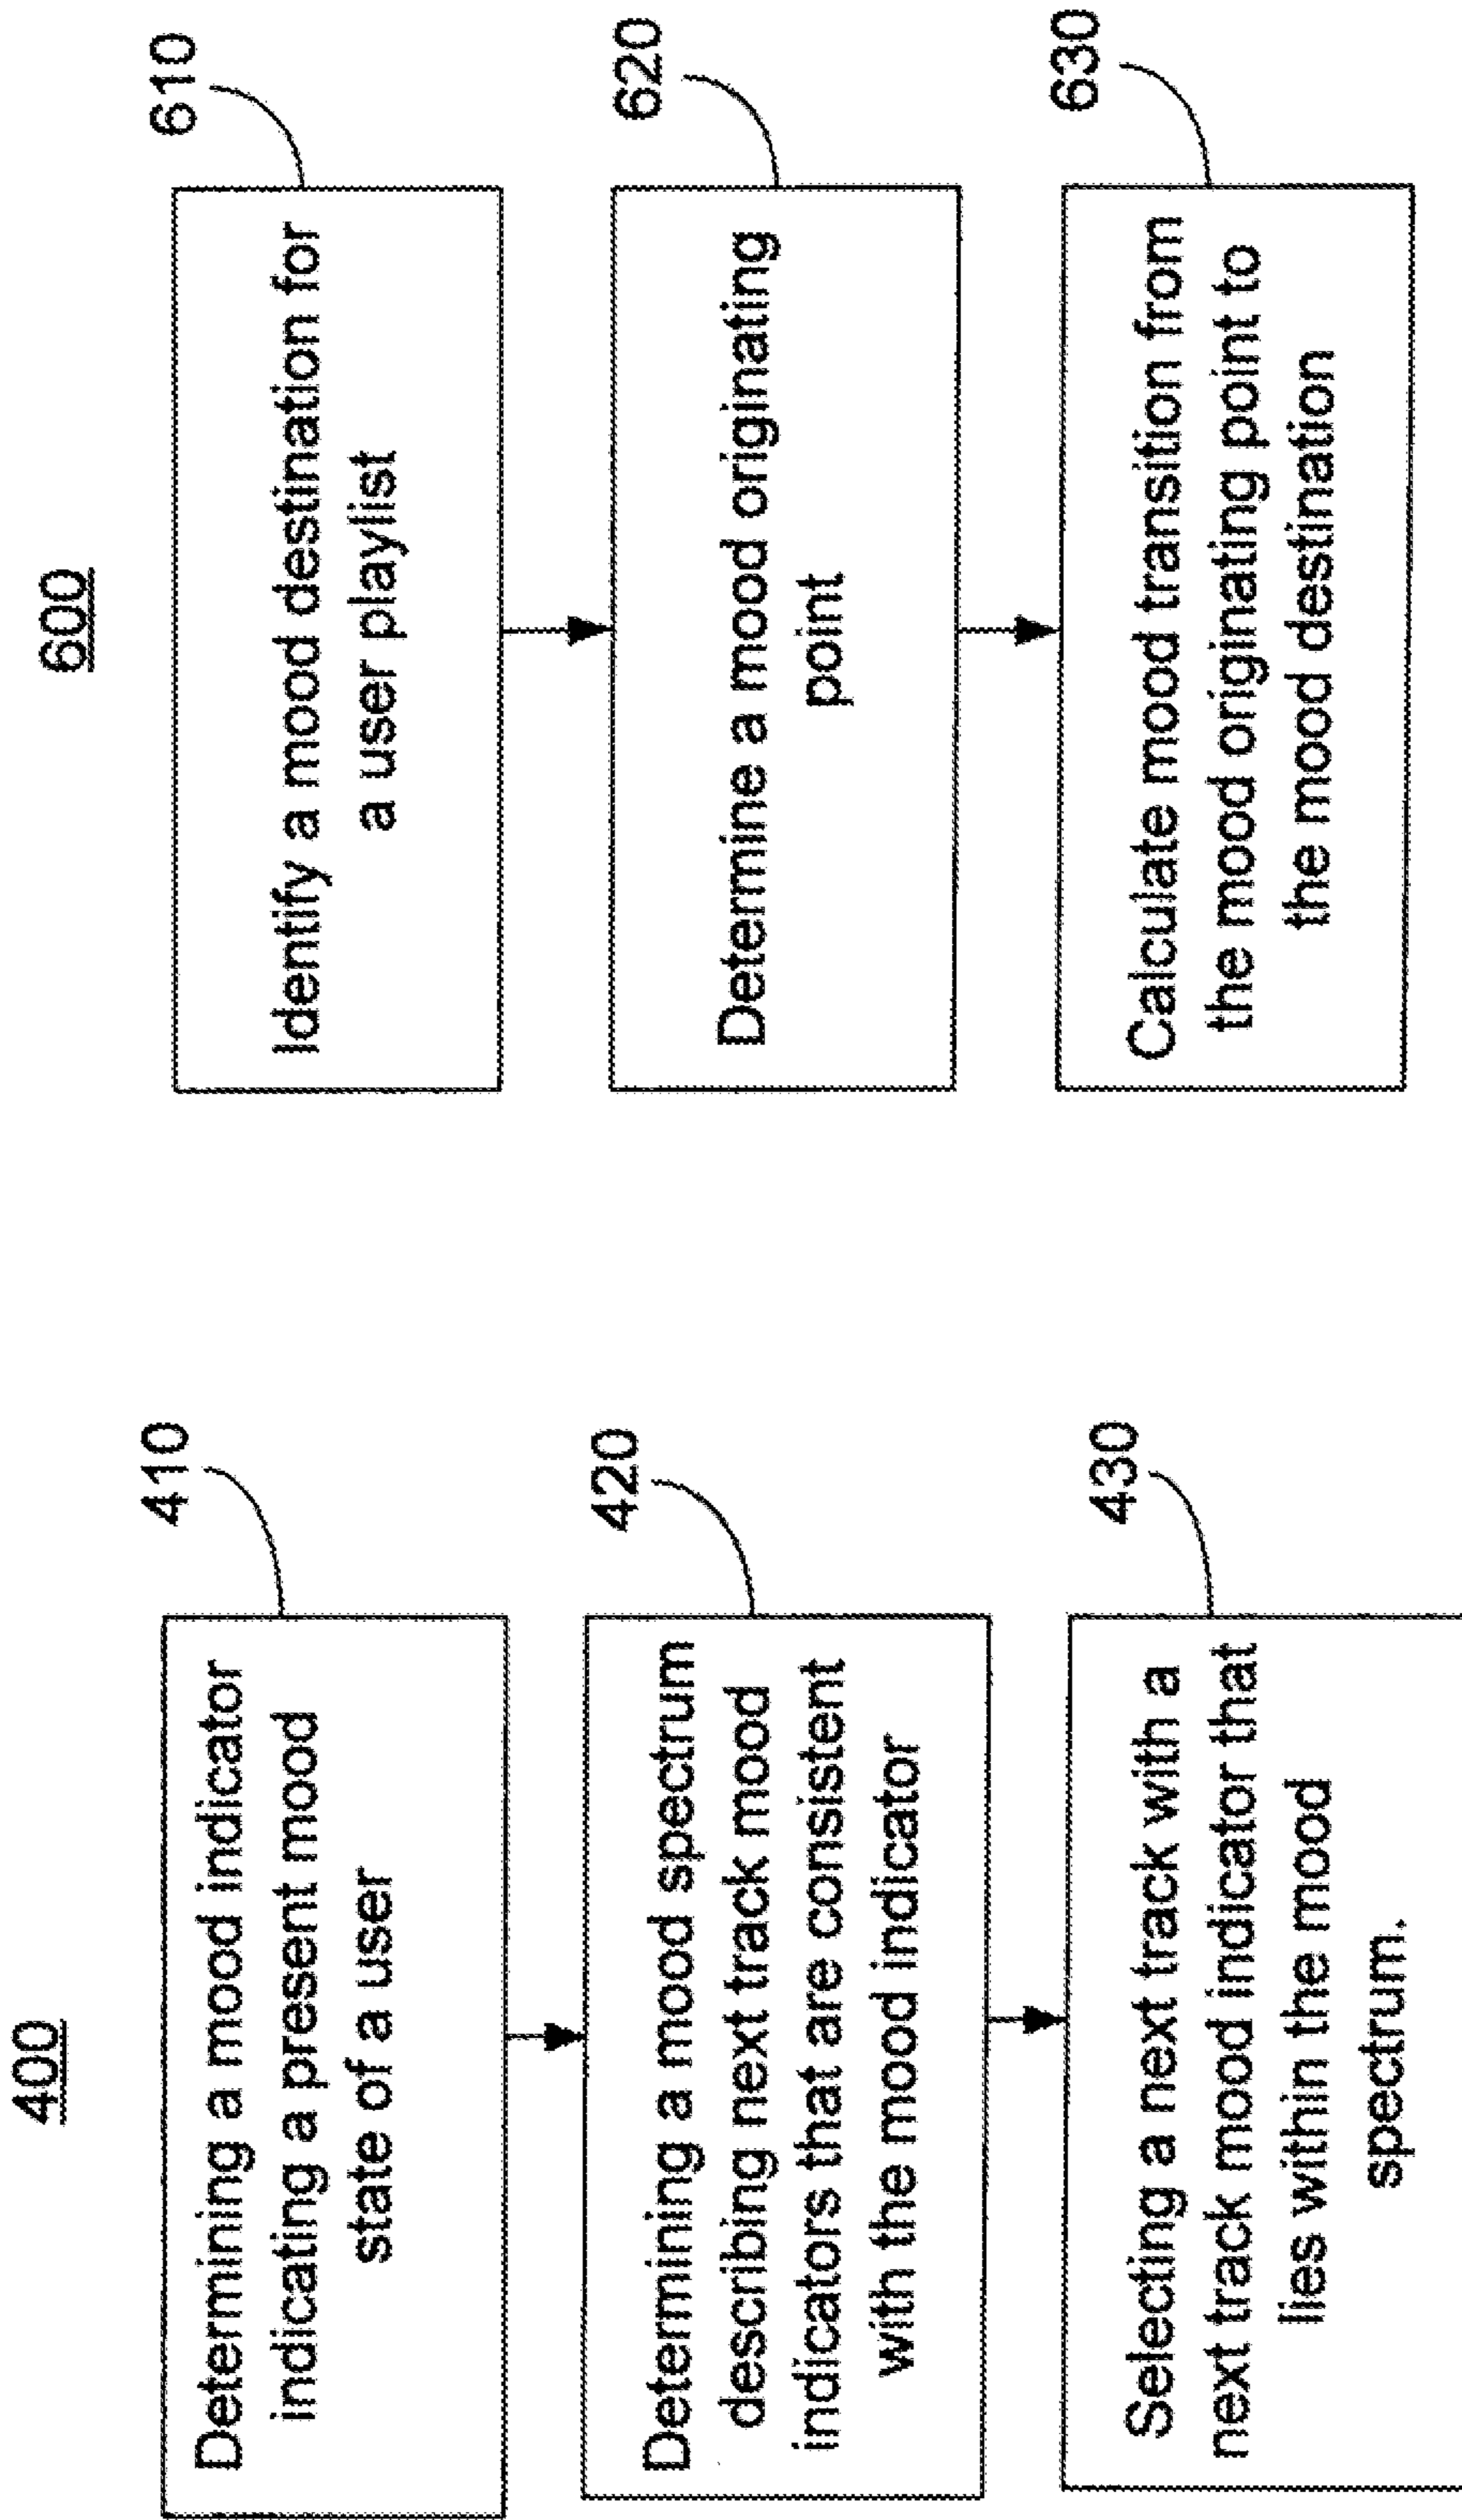 400
410
Determining a mood indicator
indicating a present mood
state of a user
420
Determining a mood spectrum
describing next track mood
indicators that are consistent
with the mood indicator
430
Selecting a next track with a
next track mood indicator that
lies within the mood
spectrum.
600
610
Identify a mood destination for
a user playlist
620
Determine a mood originating
point
630
Calculate mood transition from
the mood originating point to
the mood destination